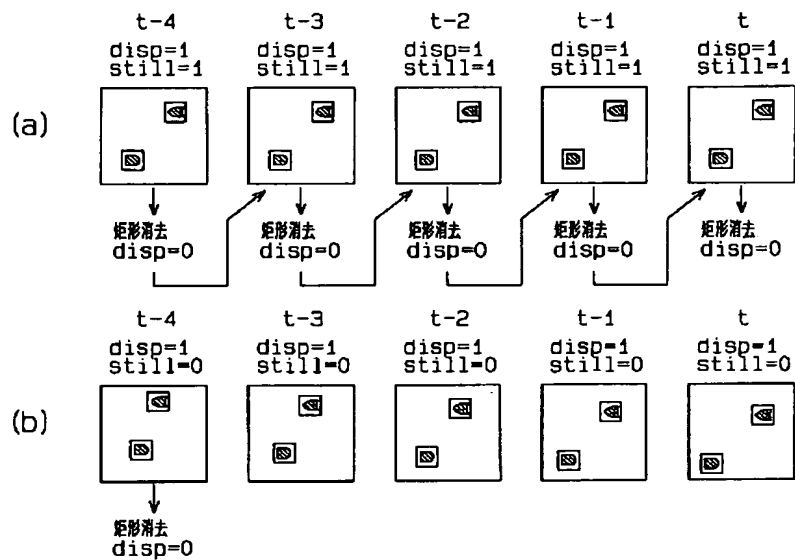 t-4 t-3 t-2 t-1 t
disp=1 disp=1 disp=1 disp=1 disp=1
still=1 still=1 still=1 still=1 still=1
(a)
矩形消去 矩形消去 矩形消去 矩形消去 矩形消去
disp=0 disp=0 disp=0 disp=0 disp=0
t-4 t-3 t-2 t-1 t
disp=1 disp=1 disp=1 disp=1 disp=1
still=0 still=0 still=0 still=0 still=0
(b)
矩形消去
disp=0